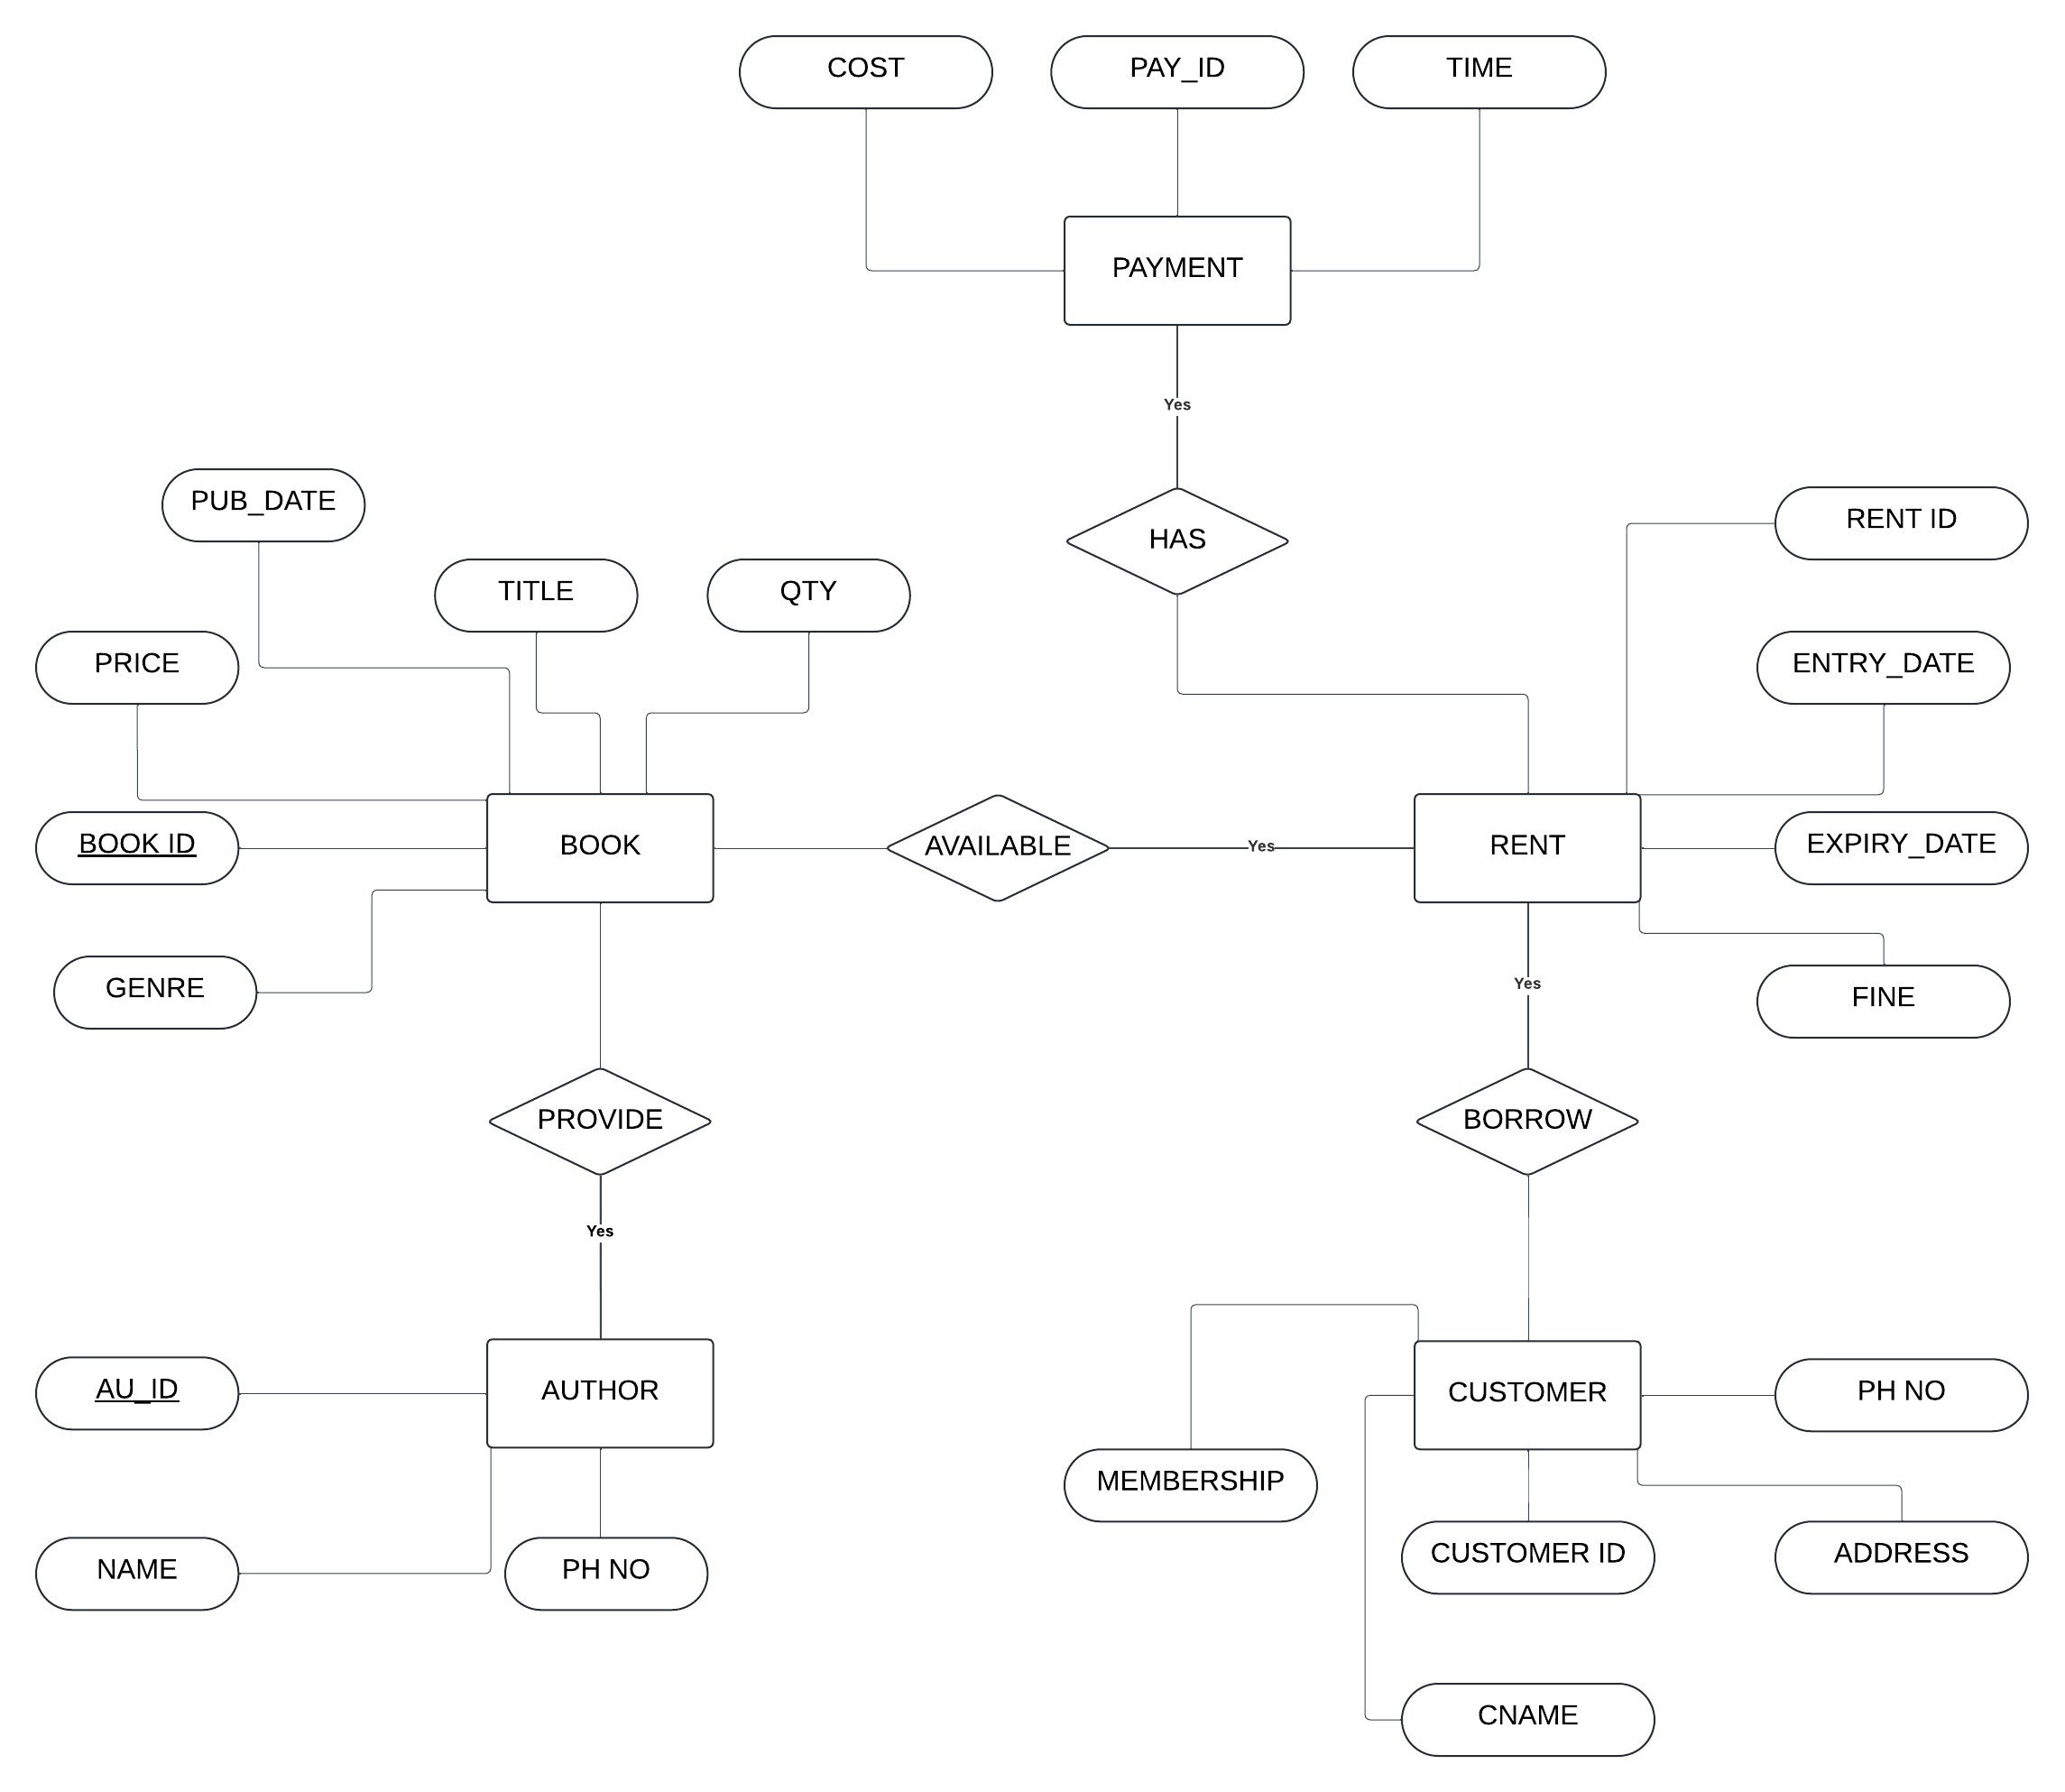 COST
PAY_ID
TIME
PAYMENT
Yes
HAS
PUB_DATE
RENT ID
TITLE
QTY
PRICE
ENTRY_DATE
BOOK ID
BOOK
AVAILABLE
Yes
RENT
EXPIRY_DATE
GENRE
Yes
FINE
PROVIDE
BORROW
Yes
AU_ID
AUTHOR
CUSTOMER
PH NO
MEMBERSHIP
NAME
PH NO
CUSTOMER ID
ADDRESS
CNAME